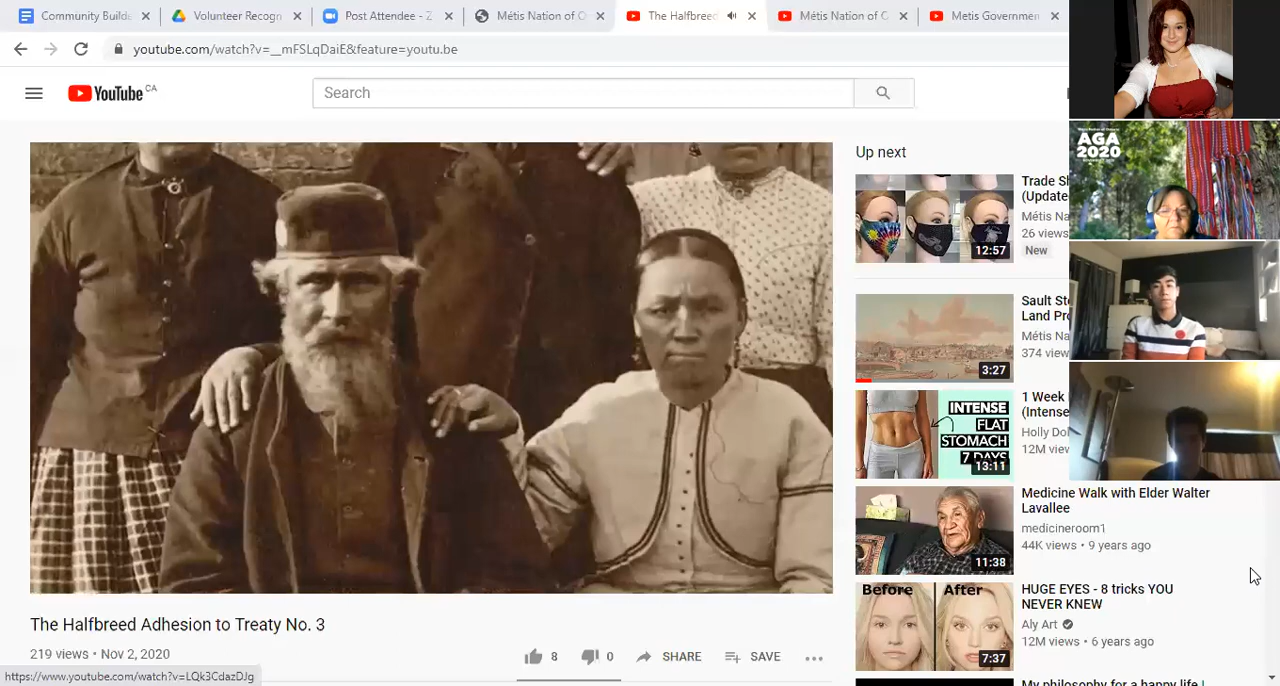 Community Builde
Volunteer Recogn
Post Attendee - Z
Métis Nation of O
The Halfbreed
Métis Nation of O
Metis Governmen
youtube.com/watch?v=__mFSLqDaiE&feature=youtu.be
YouTube CA
Search
AGA
2020
Up next
Trade Sh
(Update
Métis Na
26 views
New
12:57
Sault Ste
Land Pro
Métis Na
374 view
3:27
1 Week
(Intense
Holly Dol
12M view
INTENSE
FLAT
STOMACH
7 DAYS
13:11
Medicine Walk with Elder Walter
Lavallee
medicineroom1
44K views • 9 years ago
11:38
Before After
HUGE EYES - 8 tricks YOU
NEVER KNEW
Aly Art
12M views • 6 years ago
7:37
My philosophy for a happy life |
The Halfbreed Adhesion to Treaty No. 3
219 views • Nov 2, 2020
8
0
SHARE
SAVE
https://www.youtube.com/watch?v=LQk3CdazDJg